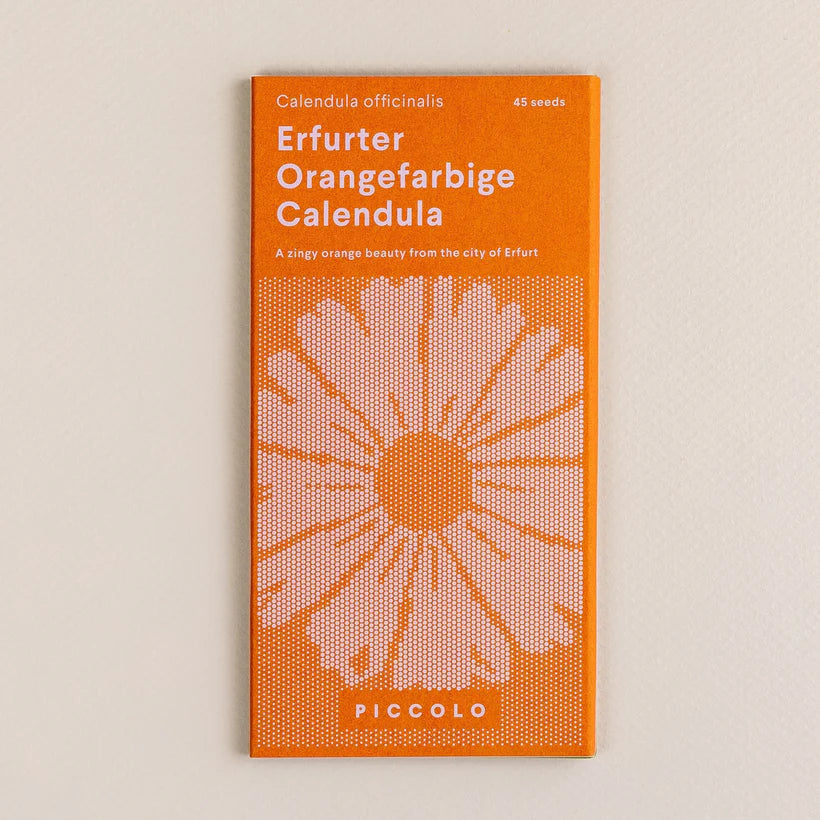 Calendula officinalis
45 seeds
Erfurter
Orangefarbige
Calendula
A zingy orange beauty from the city of Erfurt
PICCOLO